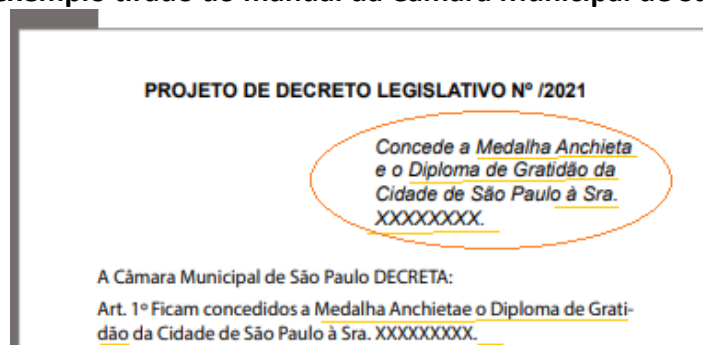 PROJETO DE DECRETO LEGISLATIVO Nº /2021
Concede a Medalha Anchieta
e o Diploma de Gratidão da
Cidade de São Paulo à Sra.
XXXXXXXX.
A Câmara Municipal de São Paulo DECRETA:
Art. 1º Ficam concedidos a Medalha Anchietae o Diploma de Grati-
dão da Cidade de São Paulo à Sra. XXXXXXXXX.